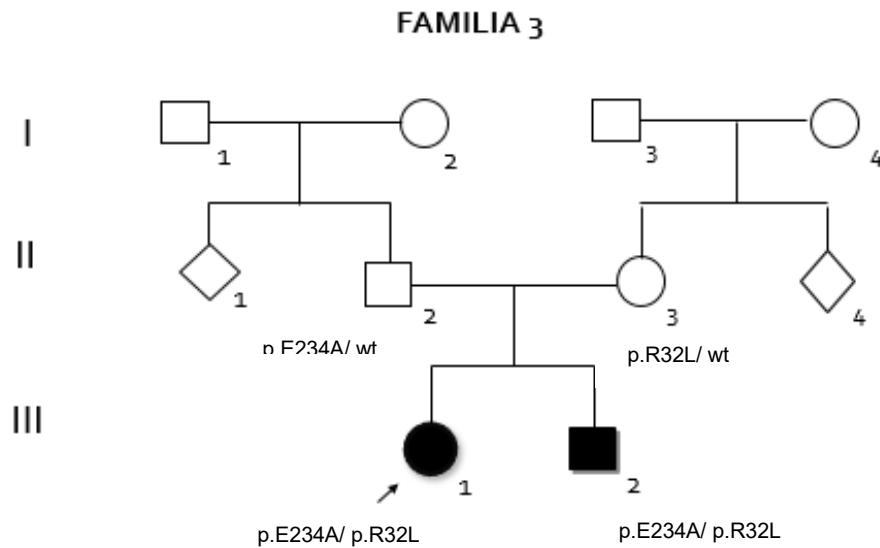 FAMILIA 3
I
1
2
3
4
II
1
2
3
4
p.E234A/ wt
p.R32L/ wt
III
1
2
p.E234A/ p.R32L
p.E234A/ p.R32L